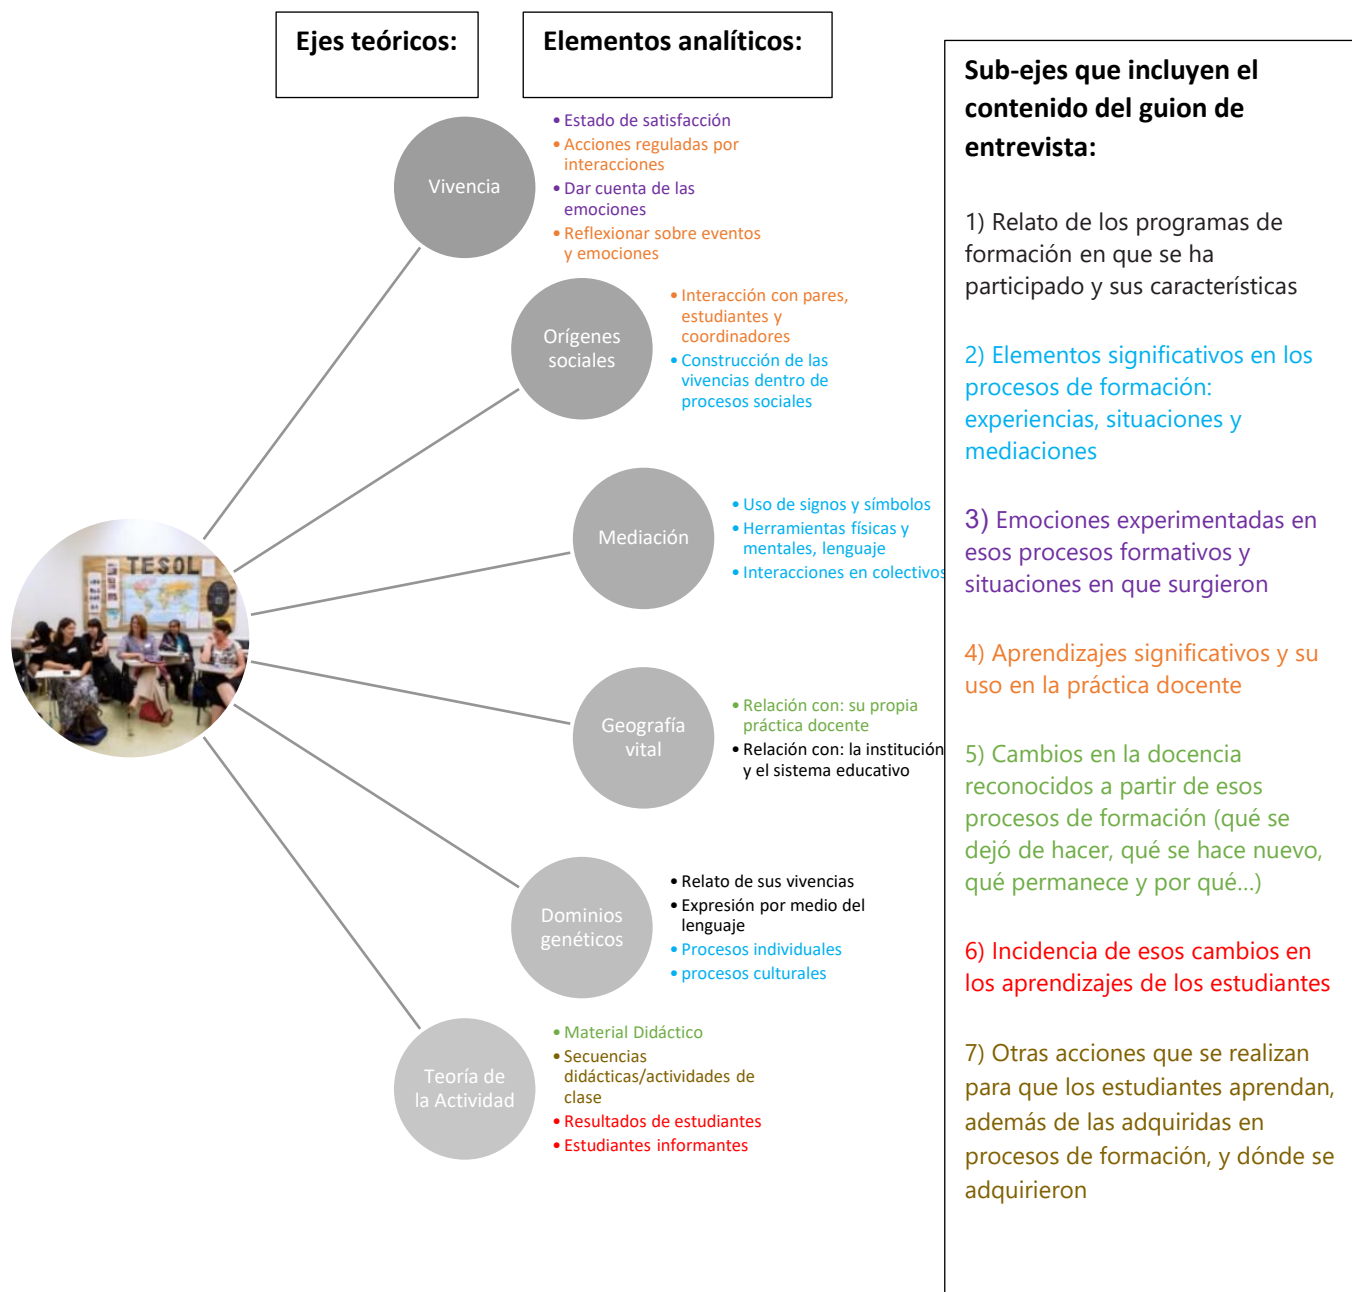 Ejes teóricos:
Elementos analíticos:
Vivencia
• Estado de satisfacción
• Acciones reguladas por
interacciones
• Dar cuenta de las
emociones
• Reflexionar sobre eventos
y emociones
Orígenes
sociales
• Interacción con pares,
estudiantes y
coordinadores
• Construcción de las
vivencias dentro de
procesos sociales
TESOL
Mediación
• Uso de signos y símbolos
• Herramientas físicas y
mentales, lenguaje
• Interacciones en colectivos
Geografía
vital
• Relación con: su propia
práctica docente
• Relación con: la institución
y el sistema educativo
Dominios
genéticos
• Relato de sus vivencias
• Expresión por medio del
lenguaje
• Procesos individuales
• procesos culturales
Teoría de
la Actividad
• Material Didáctico
• Secuencias
didácticas/actividades de
clase
• Resultados de estudiantes
• Estudiantes informantes
Sub-ejes que incluyen el
contenido del guion de
entrevista:
1) Relato de los programas de
formación en que se ha
participado y sus características
2) Elementos significativos en los
procesos de formación:
experiencias, situaciones y
mediaciones
3) Emociones experimentadas en
esos procesos formativos y
situaciones en que surgieron
4) Aprendizajes significativos y su
uso en la práctica docente
5) Cambios en la docencia
reconocidos a partir de esos
procesos de formación (qué se
dejó de hacer, qué se hace nuevo,
qué permanece y por qué...)
6) Incidencia de esos cambios en
los aprendizajes de los estudiantes
7) Otras acciones que se realizan
para que los estudiantes aprendan,
además de las adquiridas en
procesos de formación, y dónde se
adquirieron